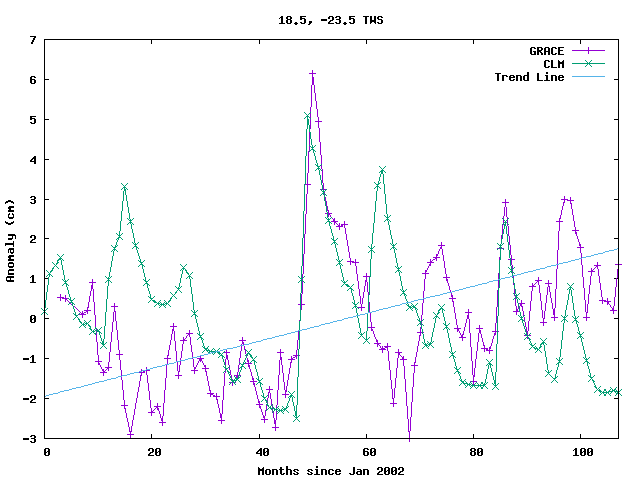 18.5, -23.5 TWS
GRACE
CLM
Trend Line
7
6
5
4
3
2
1
0
-1
-2
-3
Anomaly (cm)
0 20 40 60 80 100
Months since Jan 2002